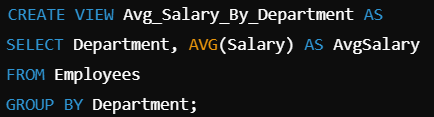 CREATE VIEW Avg_Salary_By_Department AS
SELECT Department, AVG(Salary) AS AvgSalary
FROM Employees
GROUP BY Department;